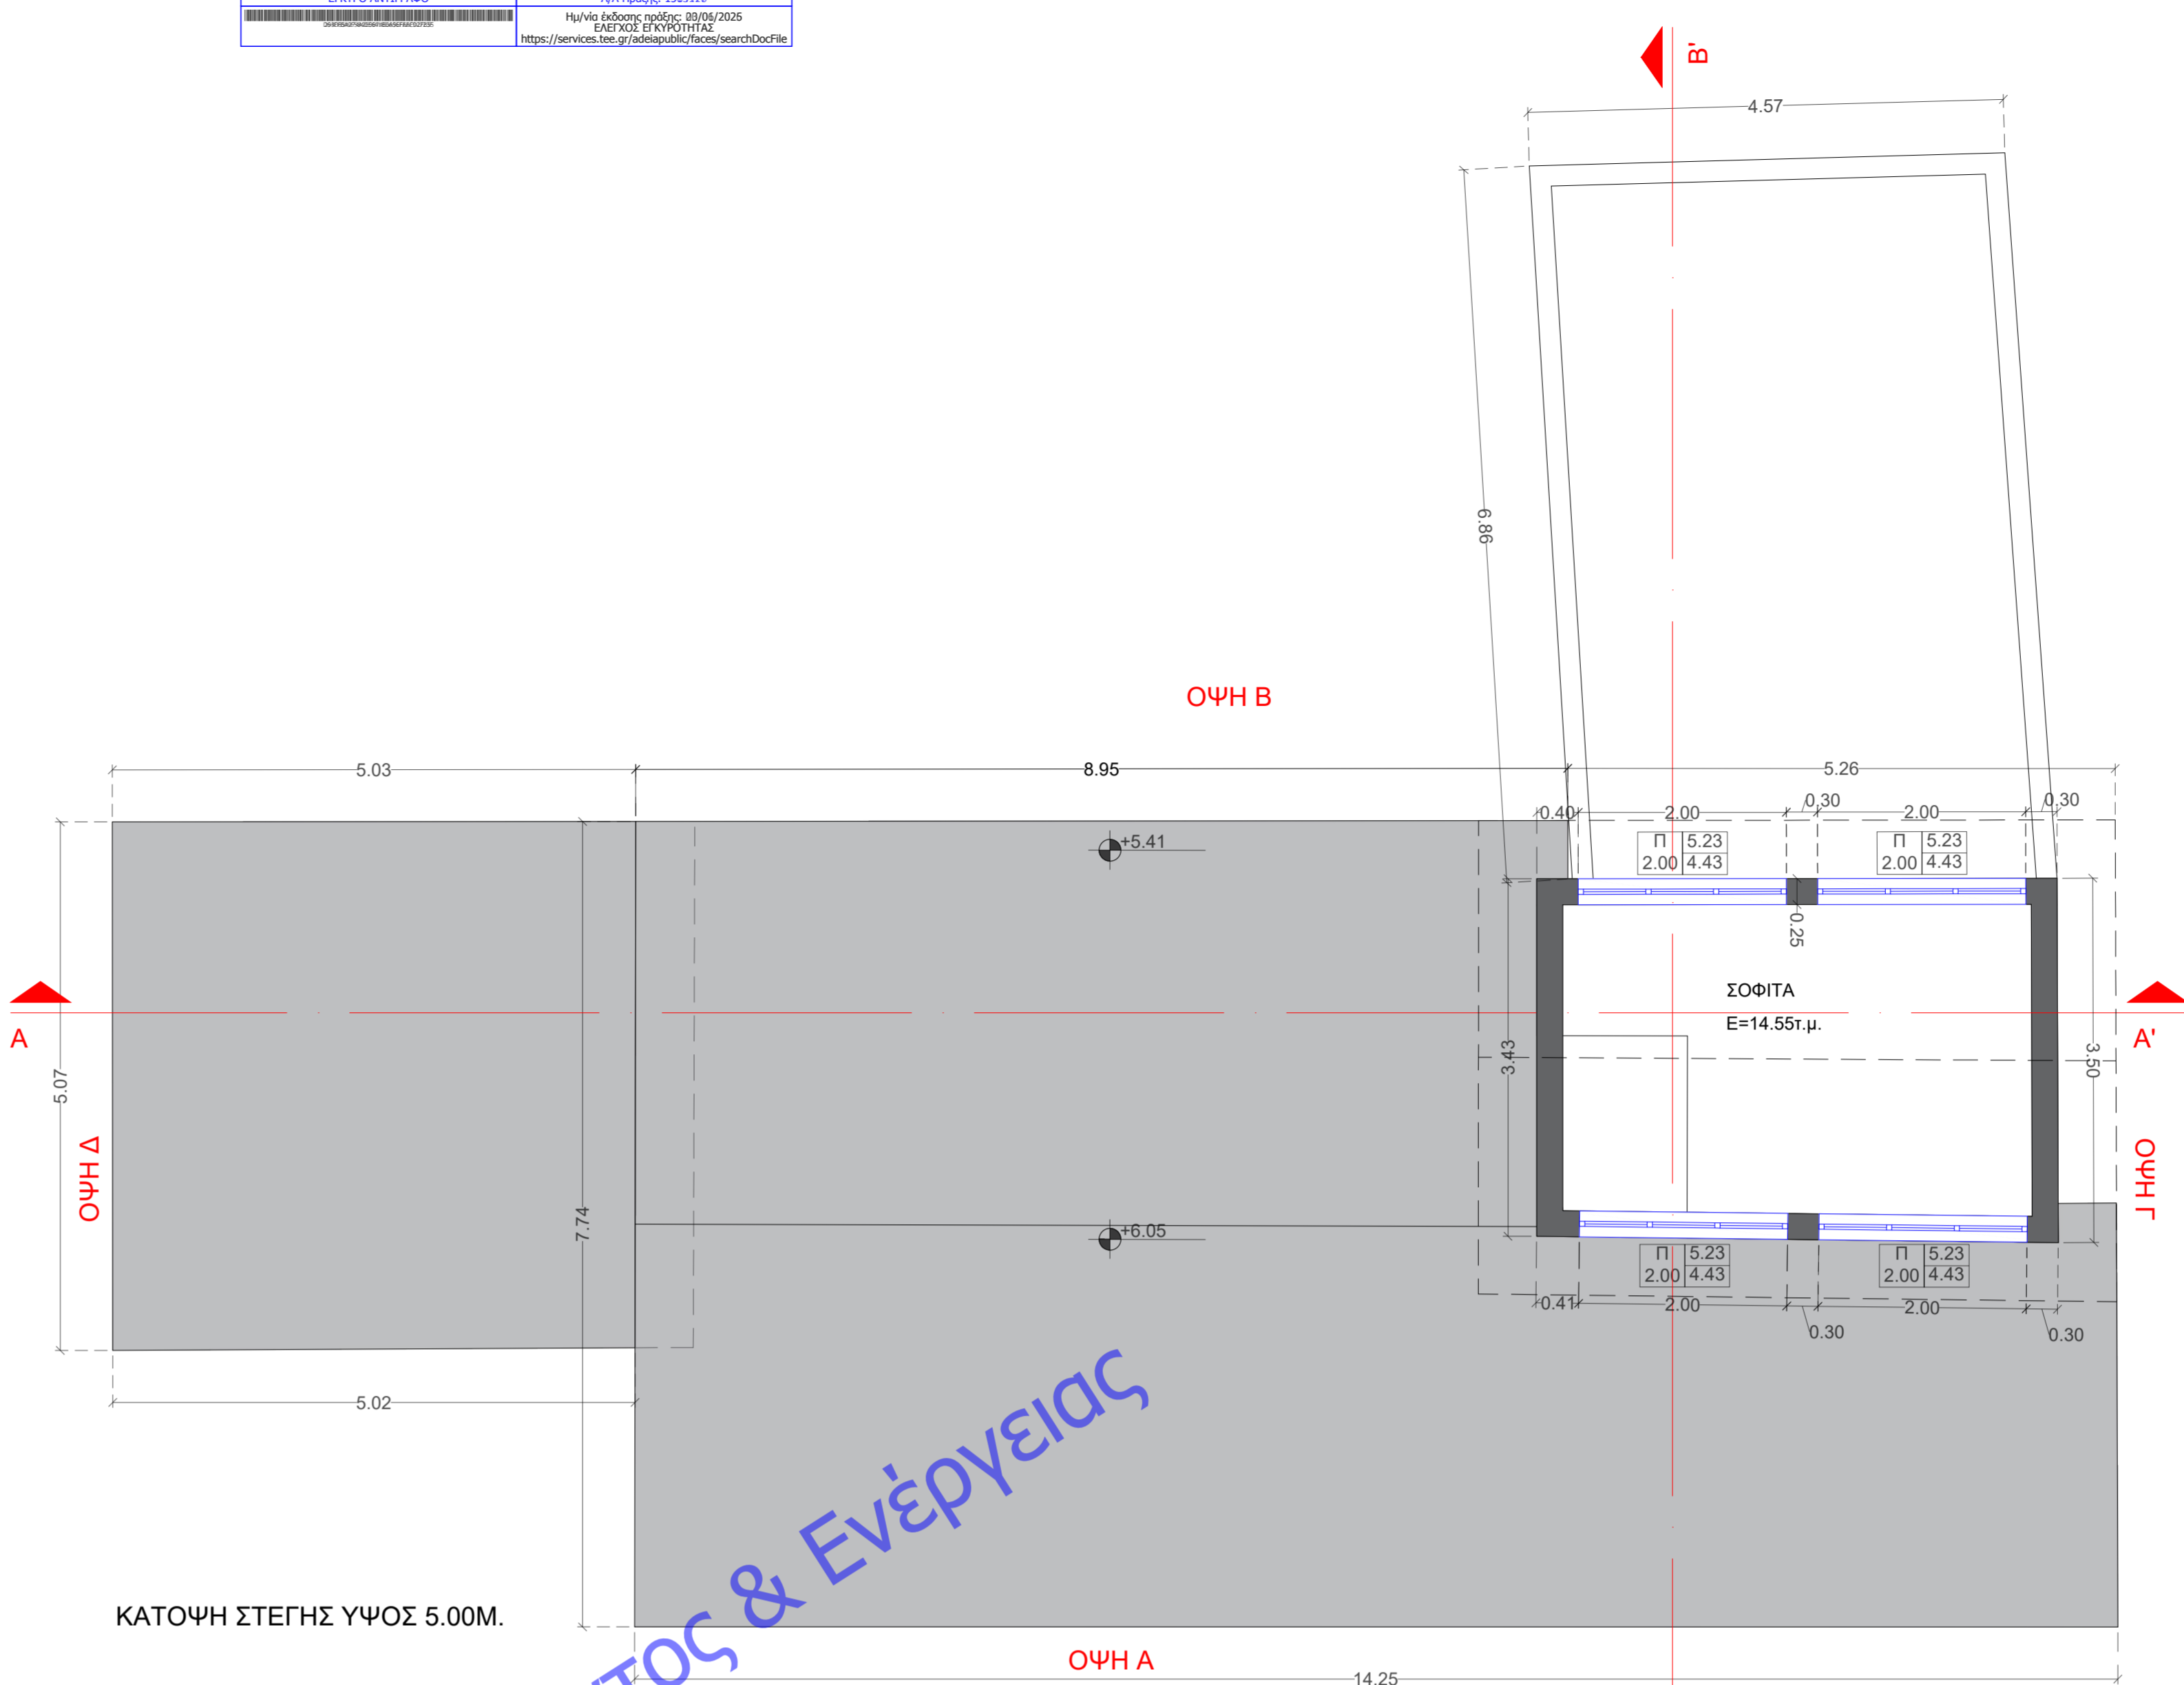 Ημ/νία έκδοσης πράξης:
ΕΛΕΓΧΟΣ ΕΓΚΥΡΟΤΗΤΑΣ
https://services.tee.gr/adeiapublic/faces/searchDocFile
B'
4.57
6.86
ΟΨΗ Β
5.03
8.95
5.26
0.40
2.00
0.30
2.00
0.30
+5.41
Π 5.23
2.00 4.43
Π 5.23
2.00 4.43
0.25
ΣΟΦΙΤΑ
Ε=14.55τ.μ.
A
A'
5.07
3.43
3.50
ΟΨΗ Δ
ΟΨΗ Γ
7.74
+6.05
Π 5.23
2.00 4.43
Π 5.23
2.00 4.43
0.41
2.00
0.30
2.00
0.30
5.02
& Ενέργειας
ΚΑΤΟΨΗ ΣΤΕΓΗΣ ΥΨΟΣ 5.00Μ.
ΟΨΗ Α
14.25